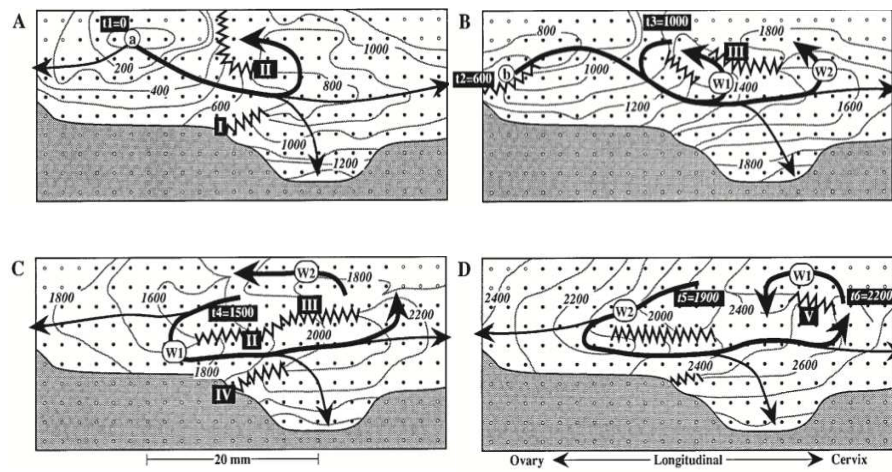 A
t1=0
a
200
400
600
800
1000
1000
1200
I
II
B
t3=1000
t2=600
b
800
1000
1200
1400
1600
1800
1800
III
W1
W2
C
1800
1600
1800
1800
2000
2200
t4=1500
W1
W2
II
III
IV
20 mm
D
2400
2200
2000
2400
2400
2600
t5=1900
t6=2200
W1
W2
V
Ovary Longitudinal Cervix